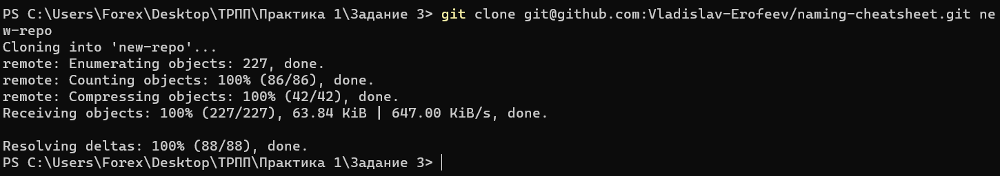 PS C:\Users\Forex\Desktop\ТРПП\Практика 1\Задание 3> git clone git@github.com:Vladislav-Erofeev/naming-cheatsheet.git ne
w-repo
Cloning into 'new-repo'...
remote: Enumerating objects: 227, done.
remote: Counting objects: 100% (86/86), done.
remote: Compressing objects: 100% (42/42), done.
Receiving objects: 100% (227/227), 63.84 KiB | 647.00 KiB/s, done.
Resolving deltas: 100% (88/88), done.
PS C:\Users\Forex\Desktop\ТРПП\Практика 1\Задание 3>